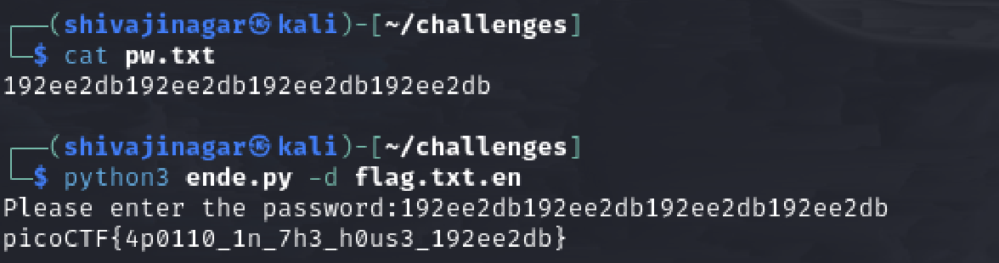 ┌──(shivajinagar㉿kali)-[~/challenges]
└─$ cat pw.txt
192ee2db192ee2db192ee2db192ee2db
┌──(shivajinagar㉿kali)-[~/challenges]
└─$ python3 ende.py -d flag.txt.en
Please enter the password:192ee2db192ee2db192ee2db192ee2db
picoCTF{4p0110_1n_7h3_h0us3_192ee2db}